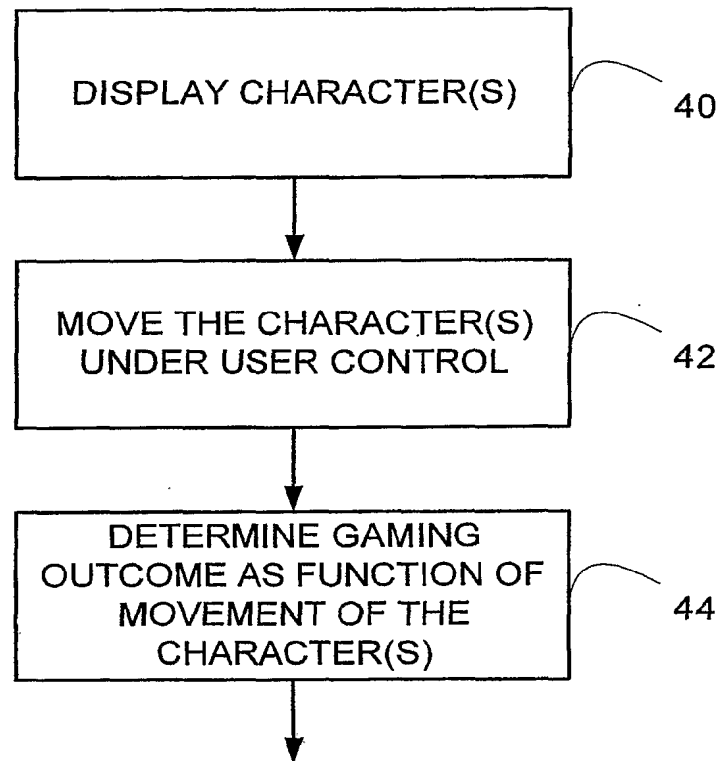 DISPLAY CHARACTER(S)
40
MOVE THE CHARACTER(S)
UNDER USER CONTROL
42
DETERMINE GAMING
OUTCOME AS FUNCTION OF
MOVEMENT OF THE
CHARACTER(S)
44